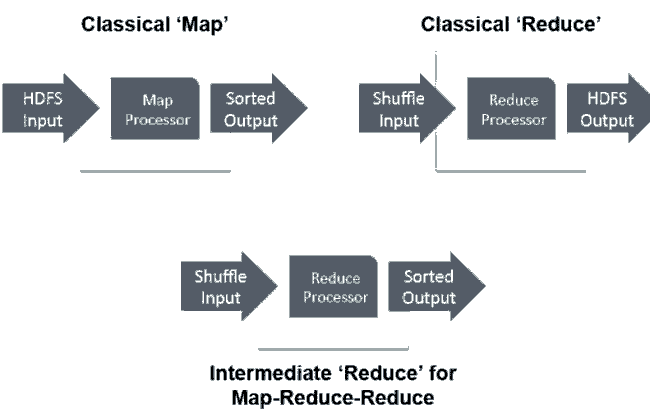 Classical ‘Map’
HDFS
Input
Map
Processor
Sorted
Output
Classical ‘Reduce’
Shuffle
Input
Reduce
Processor
HDFS
Output
Shuffle
Input
Reduce
Processor
Sorted
Output
Intermediate ‘Reduce’ for
Map-Reduce-Reduce